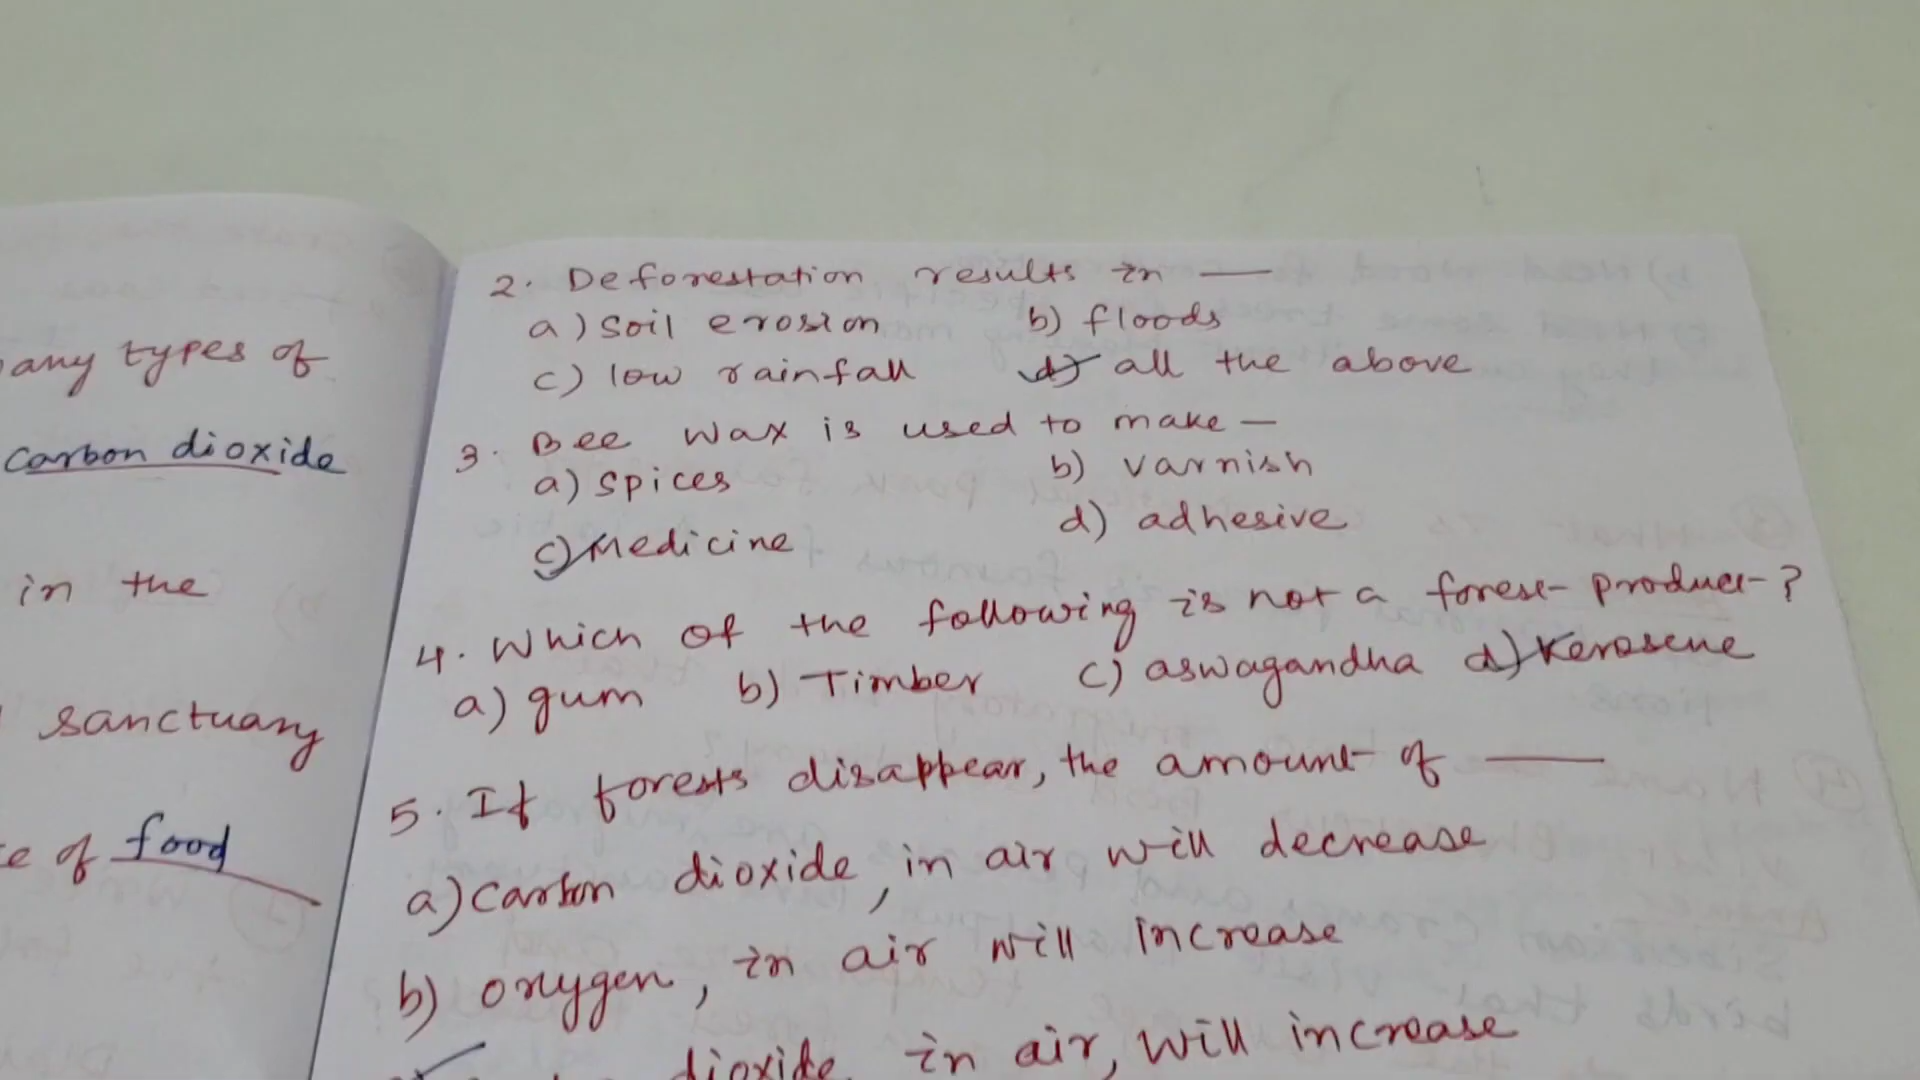 any types of
carbon dioxide
in the
sanctuary
of food
2. Deforestation results in —
a) soil erosion b) floods
c) low rainfall d) all the above
3. Bee wax is used to make —
a) spices b) varnish
c) Medicine d) adhesive
4. Which of the following is not a forest product?
a) gum b) Timber c) aswagandha d) Kerosene
5. If forests disappear, the amount of —
a) carbon dioxide, in air will decrease
b) oxygen, in air will increase
dioxide, in air, will increase